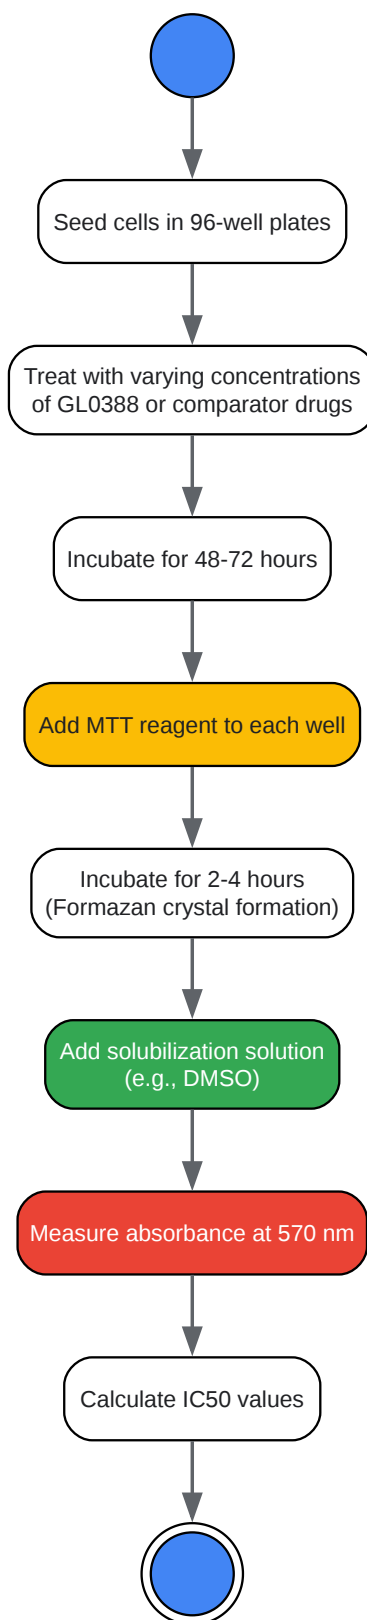 Seed cells in 96-well plates
Treat with varying concentrations
of GL0388 or comparator drugs
Incubate for 48-72 hours
Add MTT reagent to each well
Incubate for 2-4 hours
(Formazan crystal formation)
Add solubilization solution
(e.g., DMSO)
Measure absorbance at 570 nm
Calculate IC50 values